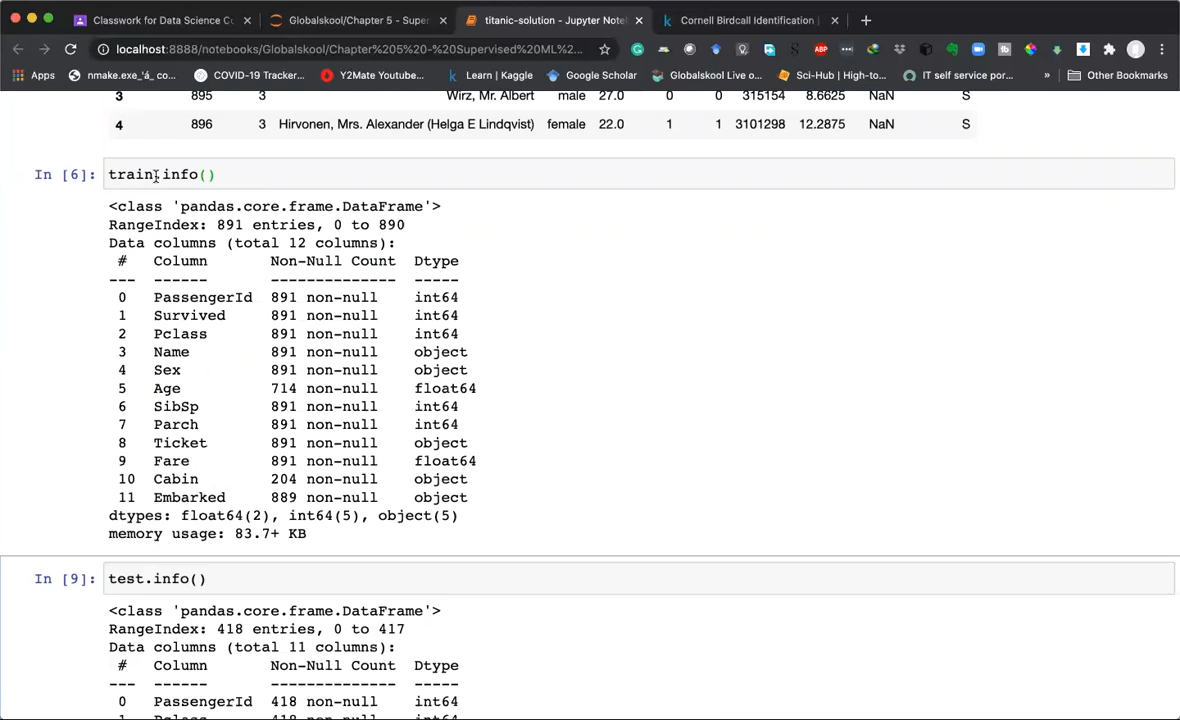 Classwork for Data Science Co
Globalskool/Chapter 5 - Super
titanic-solution - Jupyter Note
Cornell Birdcall Identification
localhost:8888/notebooks/Globalskool/Chapter%205%20-%20Supervised%20ML%2...
Apps
nmake.exe'á_ co...
COVID-19 Tracker...
Y2Mate Youtube...
Learn | Kaggle
Google Scholar
Globalskool Live o...
Sci-Hub | High-to...
IT self service por...
»
Other Bookmarks
3 895 3 Wirz, Mr. Albert male 27.0 0 0 315154 8.6625 NaN S
4 896 3 Hirvonen, Mrs. Alexander (Helga E Lindqvist) female 22.0 1 1 3101298 12.2875 NaN S
In [6]: train.info()
<class 'pandas.core.frame.DataFrame'>
RangeIndex: 891 entries, 0 to 890
Data columns (total 12 columns):
# Column Non-Null Count Dtype
--- ------ -------------- -----
0 PassengerId 891 non-null int64
1 Survived 891 non-null int64
2 Pclass 891 non-null int64
3 Name 891 non-null object
4 Sex 891 non-null object
5 Age 714 non-null float64
6 SibSp 891 non-null int64
7 Parch 891 non-null int64
8 Ticket 891 non-null object
9 Fare 891 non-null float64
10 Cabin 204 non-null object
11 Embarked 889 non-null object
dtypes: float64(2), int64(5), object(5)
memory usage: 83.7+ KB
In [9]: test.info()
<class 'pandas.core.frame.DataFrame'>
RangeIndex: 418 entries, 0 to 417
Data columns (total 11 columns):
# Column Non-Null Count Dtype
--- ------ -------------- -----
0 PassengerId 418 non-null int64